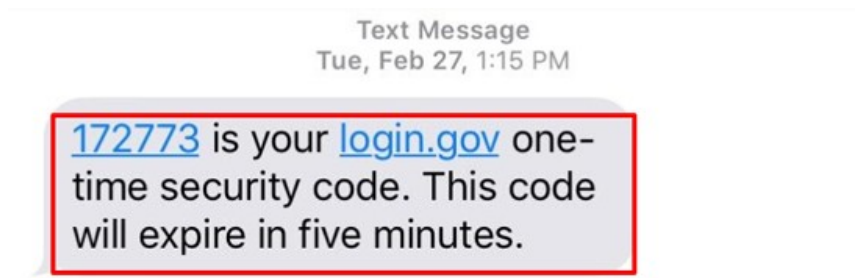 Text Message
Tue, Feb 27, 1:15 PM
172773 is your login.gov one-
time security code. This code
will expire in five minutes.